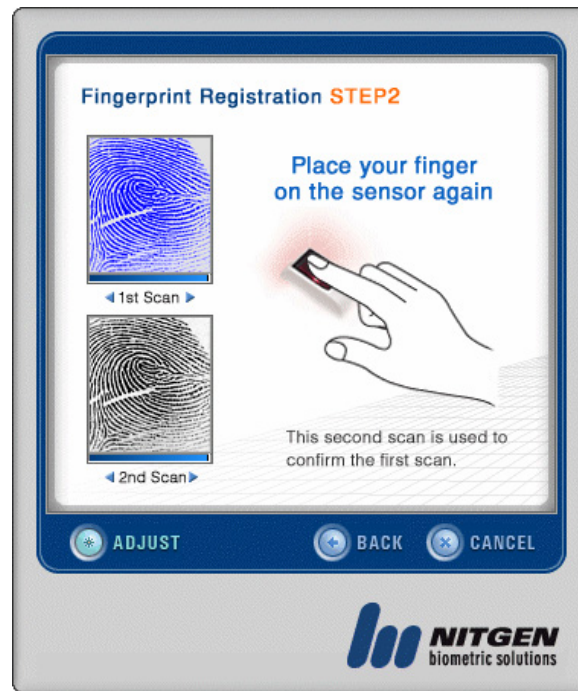 Fingerprint Registration STEP2
Place your finger
on the sensor again
1st Scan
2nd Scan
This second scan is used to
confirm the first scan.
ADJUST
BACK
CANCEL
NITGEN
biometric solutions